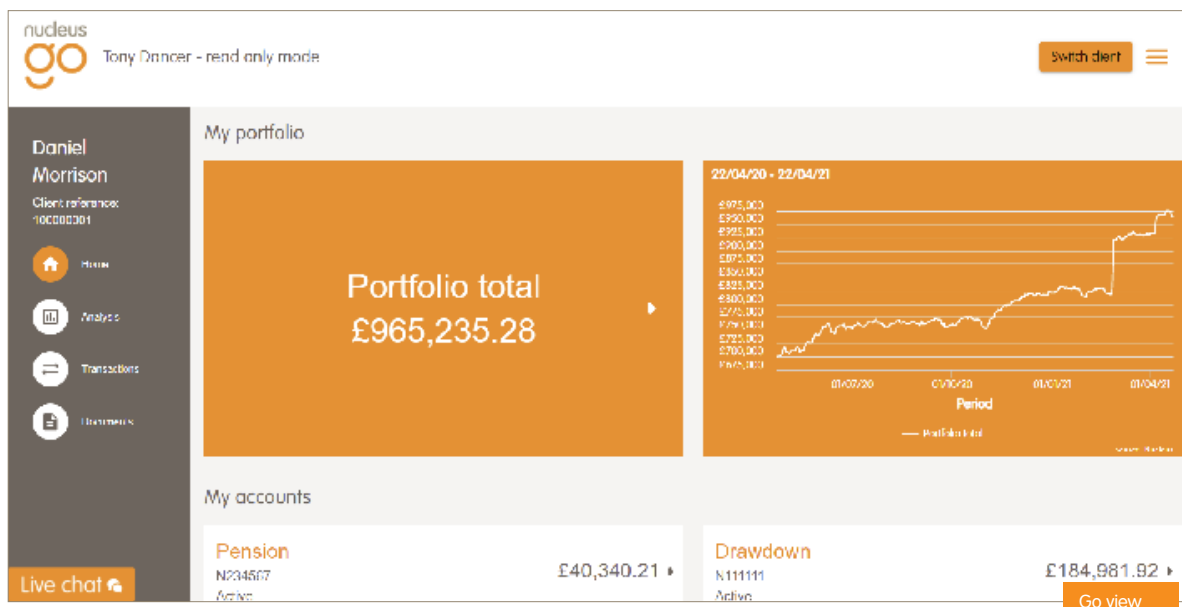 nucleus
go
Tony Dancer - read only mode
Switch client
Daniel
Morrison
Client reference:
100000001
Home
Analysis
Transactions
Documents
Live chat
My portfolio
Portfolio total
£965,235.28
22/04/20 - 22/04/21
£975,000
£950,000
£925,000
£900,000
£875,000
£850,000
£825,000
£800,000
£775,000
£750,000
£725,000
£700,000
£675,000
01/07/20
01/10/20
01/01/21
01/04/21
Period
Portfolio total
My accounts
Pension
N234567
Active
£40,340.21
Drawdown
N111111
Active
£184,981.92
Go view